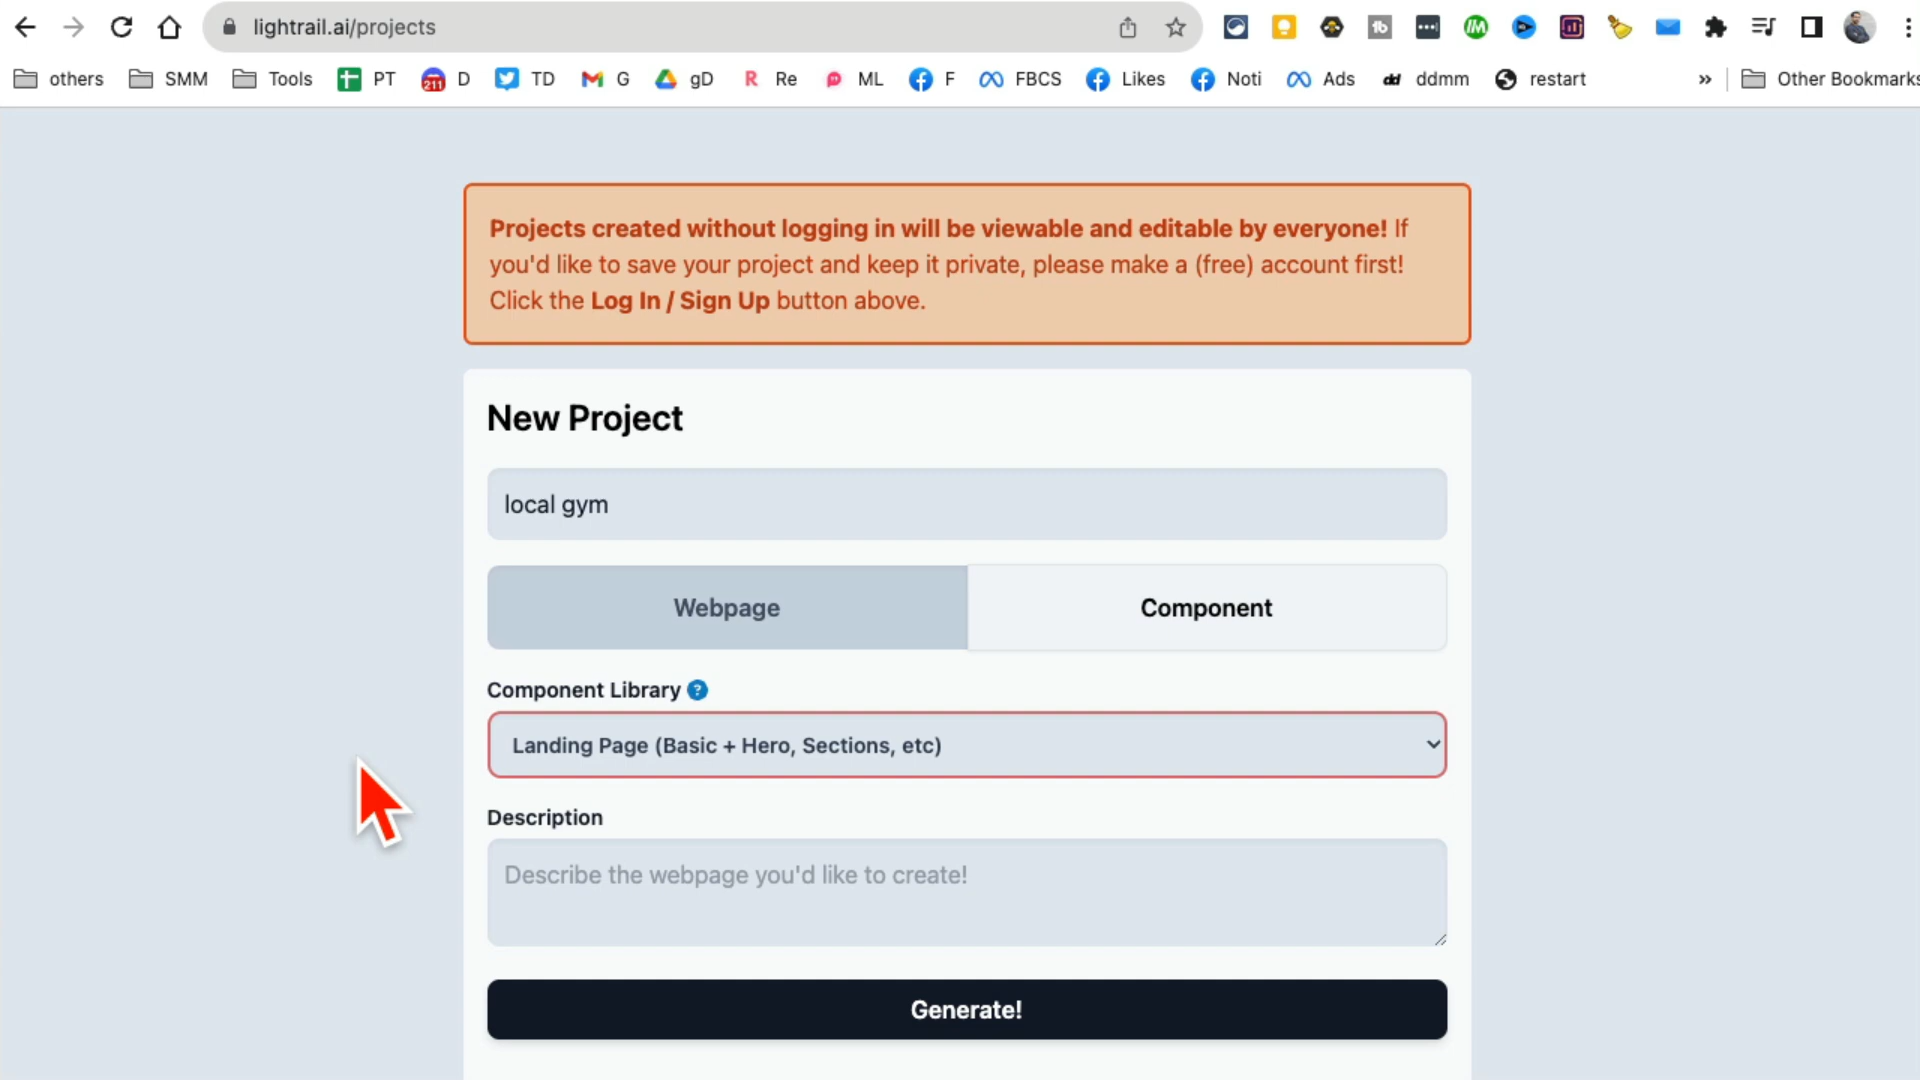 lightrail.ai/projects
others SMM Tools PT 211 D TD G gD R Re ML F FBCS Likes Noti Ads dd ddmm restart » Other Bookmarks
Projects created without logging in will be viewable and editable by everyone! If
you'd like to save your project and keep it private, please make a (free) account first!
Click the Log In / Sign Up button above.
New Project
local gym
Webpage Component
Component Library ?
Landing Page (Basic + Hero, Sections, etc)
Description
Describe the webpage you'd like to create!
Generate!